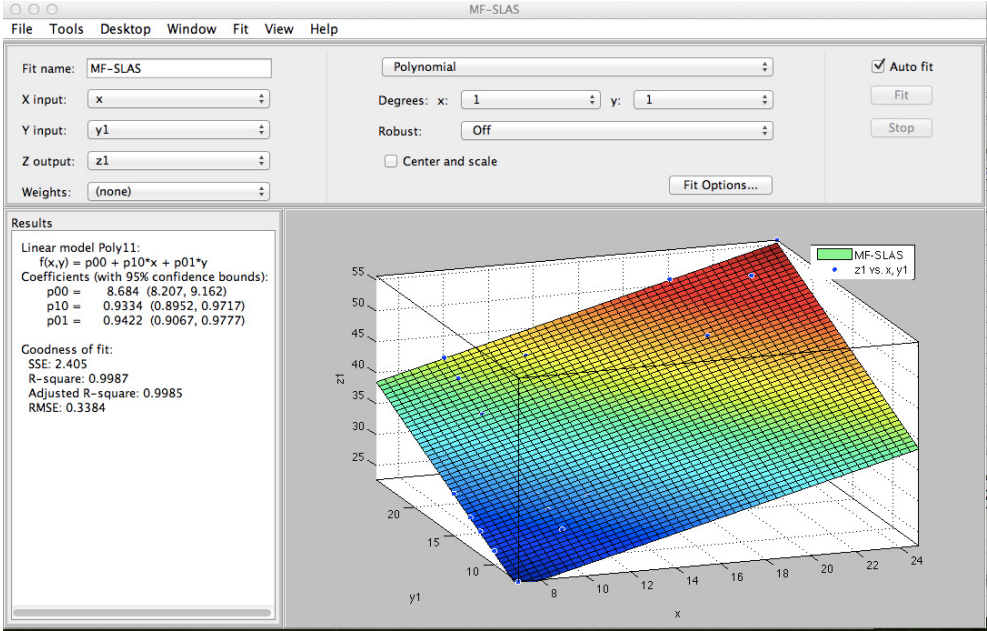 MF-SLAS
File Tools Desktop Window Fit View Help
Fit name: MF-SLAS
X input: x
Y input: y1
Z output: z1
Weights: (none)
Polynomial
Degrees: x: 1 y: 1
Robust: Off
Center and scale
Fit Options...
Auto fit
Fit
Stop
Results
Linear model Poly11:
f(x,y) = p00 + p10*x + p01*y
Coefficients (with 95% confidence bounds):
p00 = 8.684 (8.207, 9.162)
p10 = 0.9334 (0.8952, 0.9717)
p01 = 0.9422 (0.9067, 0.9777)
Goodness of fit:
SSE: 2.405
R-square: 0.9987
Adjusted R-square: 0.9985
RMSE: 0.3384
MF-SLAS
z1 vs. x, y1
55
50
45
40
35
30
25
z1
20
15
10
y1
8 10 12 14 16 18 20 22 24
x